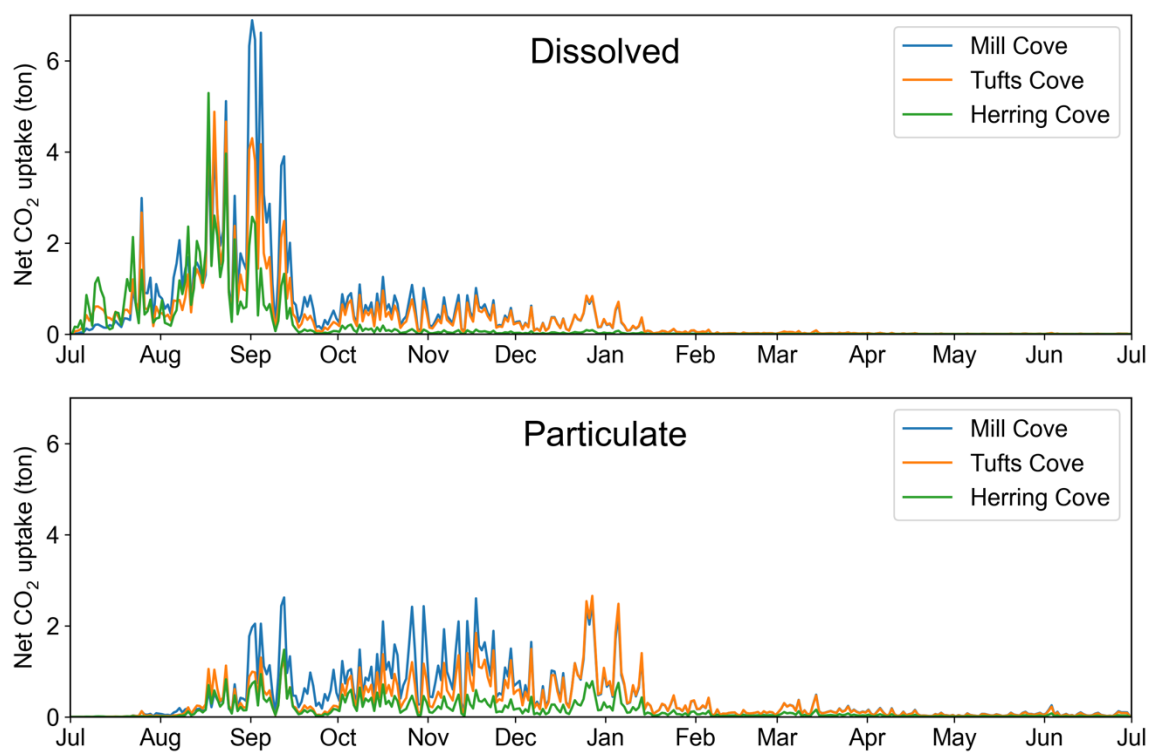 Dissolved
Mill Cove
Tufts Cove
Herring Cove
Net CO₂ uptake (ton)
6
4
2
0
Jul Aug Sep Oct Nov Dec Jan Feb Mar Apr May Jun Jul
Particulate
Mill Cove
Tufts Cove
Herring Cove
Net CO₂ uptake (ton)
6
4
2
0
Jul Aug Sep Oct Nov Dec Jan Feb Mar Apr May Jun Jul